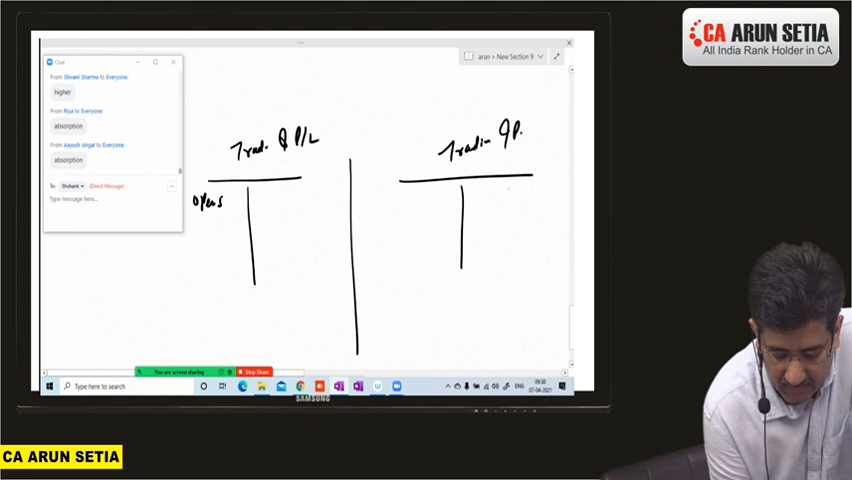 CA ARUN SETIA
All India Rank Holder in CA
Chat
arun > New Section 9
From Shivani Sharma to Everyone:
higher
From Riya to Everyone:
absorption
From Aayush singal to Everyone:
absorption
To: Shithank (Direct Message)
Type message here...
Trad. & P/L
Opens
You are screen sharing
Stop Share
Type here to search
ENG
09:30
07-04-2021
SAMSUNG
CA ARUN SETIA